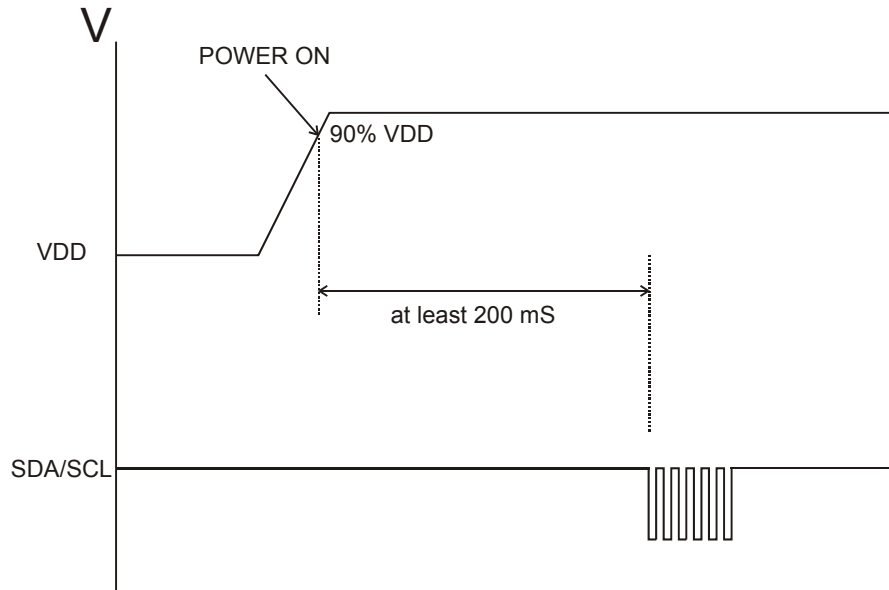 V
POWER ON
90% VDD
VDD
at least 200 mS
SDA/SCL